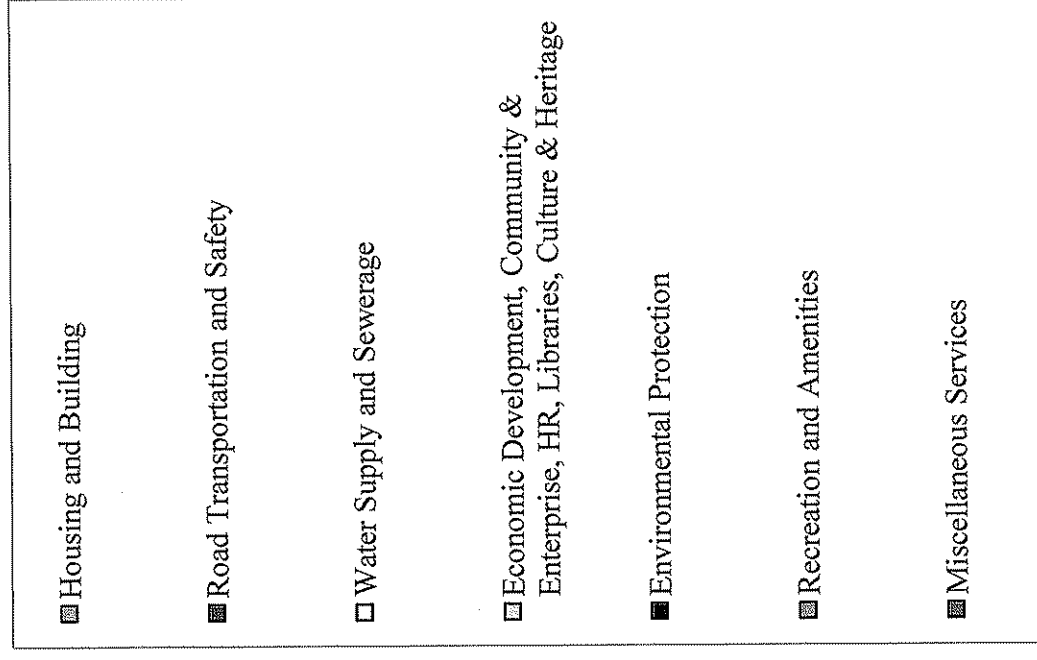 Housing and Building
Road Transportation and Safety
Water Supply and Sewerage
Economic Development, Community &
Enterprise, HR, Libraries, Culture & Heritage
Environmental Protection
Recreation and Amenities
Miscellaneous Services